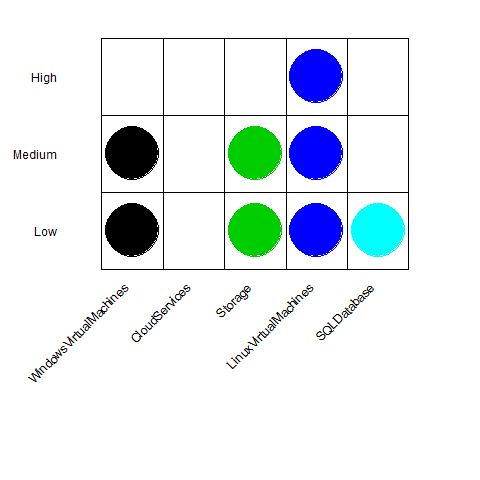 High
Medium
Low
WindowsVirtualMachines
CloudServices
Storage
LinuxVirtualMachines
SQLDatabase